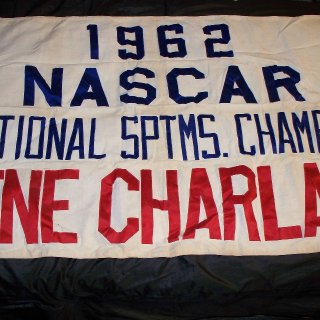 1962
NASCAR
TIONAL SPTMS. CHAMP
NE CHARLA